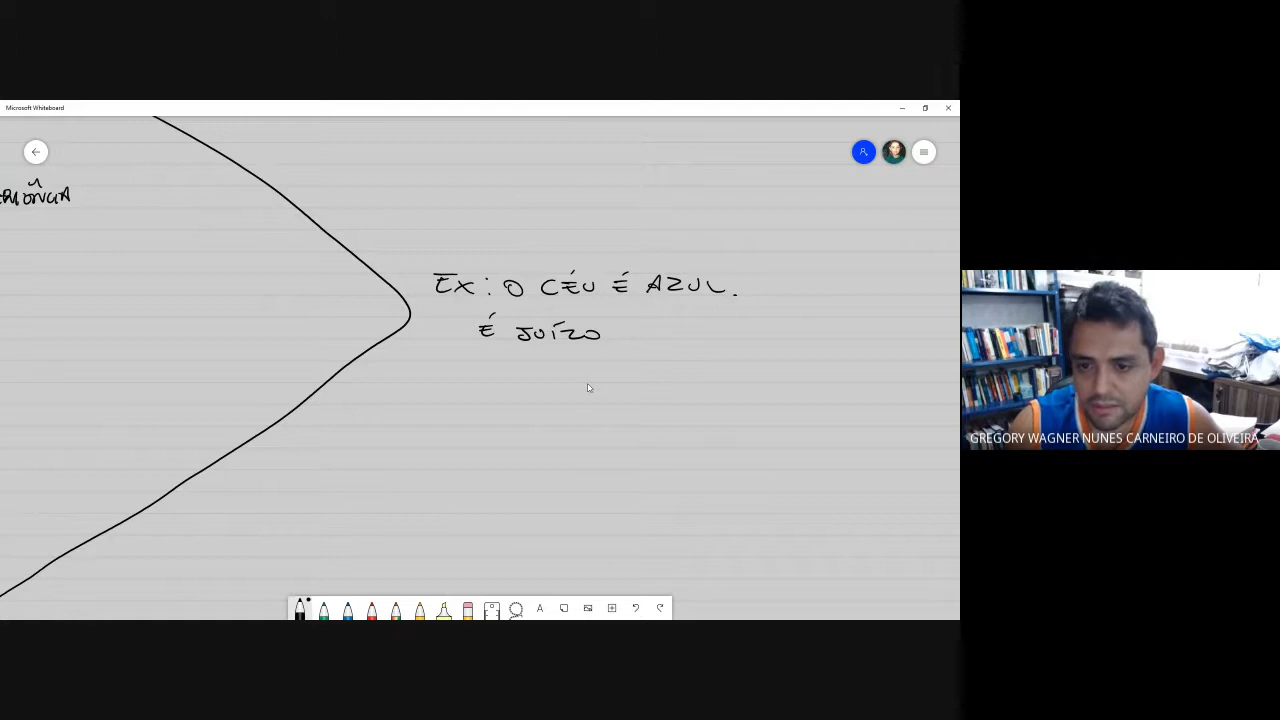 Microsoft Whiteboard
EX: O CÉU É AZUL.
É JUÍZO
GREGORY WAGNER NUNES CARNEIRO DE OLIVEIRA